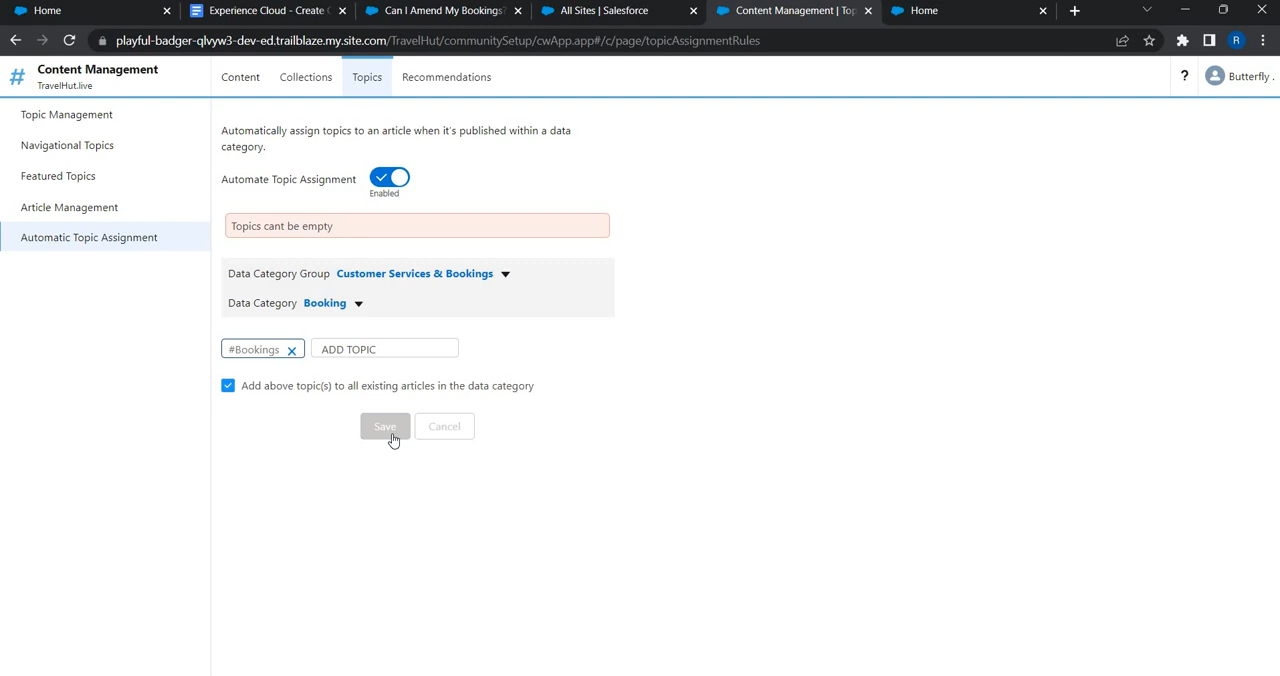 Home
Experience Cloud - Create
Can I Amend My Bookings?
All Sites | Salesforce
Content Management | Top
Home
playful-badger-qlvyw3-dev-ed.trailblaze.my.site.com/TravelHut/communitySetup/cwApp.app#/c/page/topicAssignmentRules
R
# Content Management
TravelHut.live
Content
Collections
Topics
Recommendations
?
Butterfly .
Topic Management
Navigational Topics
Featured Topics
Article Management
Automatic Topic Assignment
Automatically assign topics to an article when it's published within a data
category.
Automate Topic Assignment
Enabled
Topics cant be empty
Data Category Group Customer Services & Bookings
Data Category Booking
#Bookings
ADD TOPIC
Add above topic(s) to all existing articles in the data category
Save
Cancel